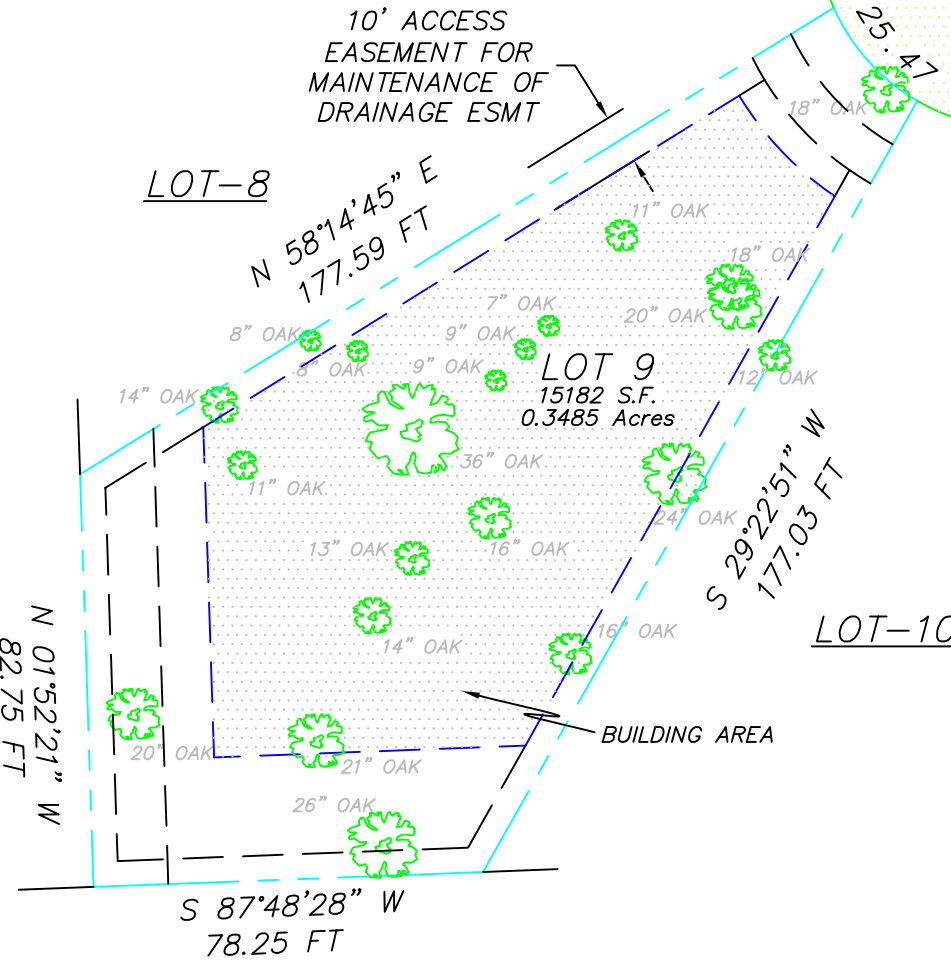 10' ACCESS
EASEMENT FOR
MAINTENANCE OF
DRAINAGE ESMT
25.47
18" OAK
LOT-8
N 58°14'45" E
177.59 FT
11" OAK
18" OAK
7" OAK
20" OAK
8" OAK
9" OAK
8" OAK
9" OAK
LOT 9
15182 S.F.
0.3485 Acres
12" OAK
14" OAK
36" OAK
11" OAK
24" OAK
S 29°22'51" W
177.03 FT
13" OAK
16" OAK
14" OAK
16" OAK
LOT-10
N 01°52'21" W
82.75 FT
BUILDING AREA
20" OAK
21" OAK
26" OAK
S 87°48'28" W
78.25 FT